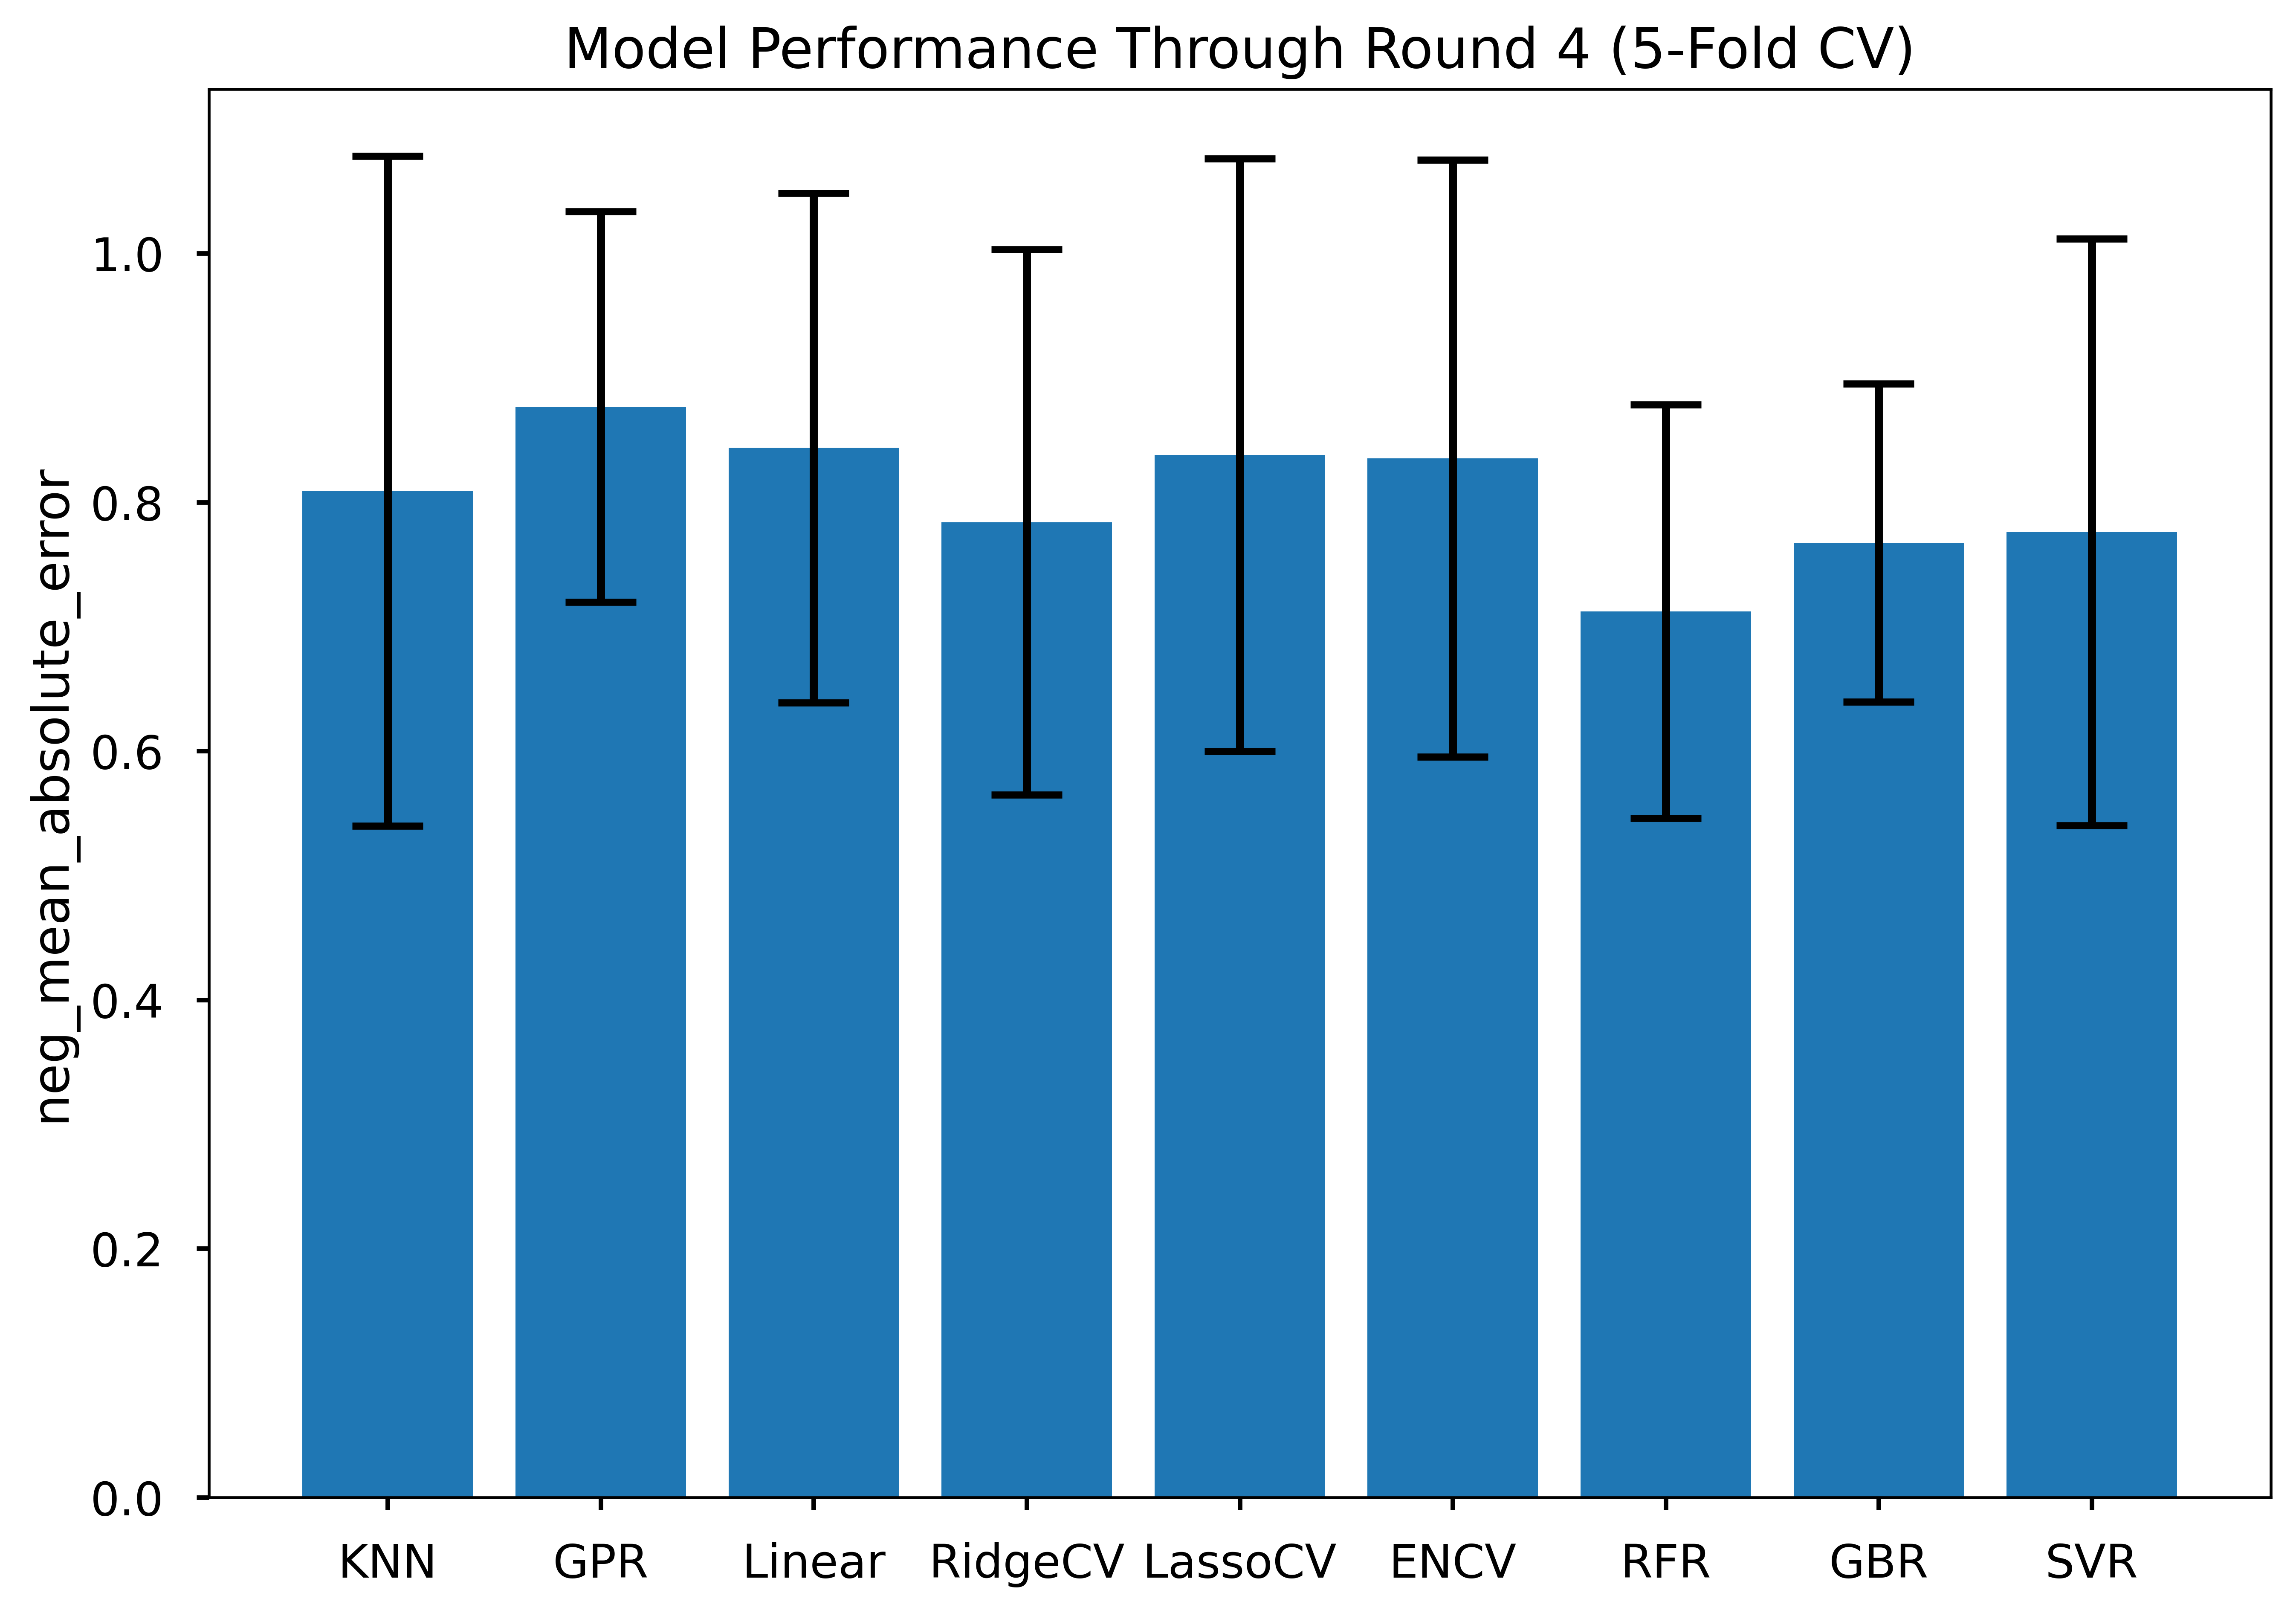 Model Performance Through Round 4 (5-Fold CV)
neg_mean_absolute_error
1.0
0.8
0.6
0.4
0.2
0.0
KNN GPR Linear RidgeCV LassoCV ENCV RFR GBR SVR